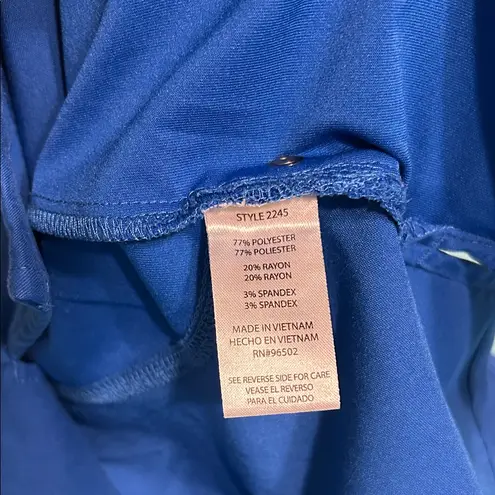 STYLE 2245
77% POLYESTER
77% POLIESTER
20% RAYON
20% RAYON
3% SPANDEX
3% SPANDEX
MADE IN VIETNAM
HECHO EN VIETNAM
RN#96502
SEE REVERSE SIDE FOR CARE
VEASE EL REVERSO
PARA EL CUIDADO